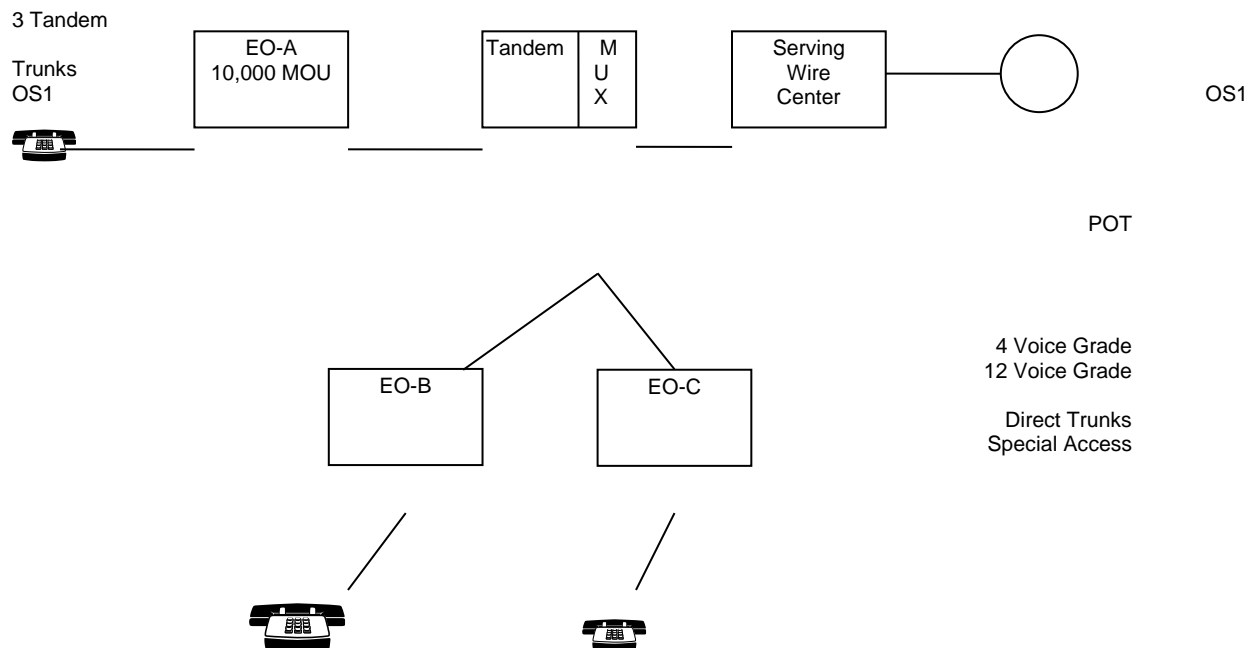 3 Tandem
Trunks
OS1
EO-A
10,000 MOU
Tandem
M
U
X
Serving
Wire
Center
OS1
POT
4 Voice Grade
12 Voice Grade
Direct Trunks
Special Access
EO-B
EO-C